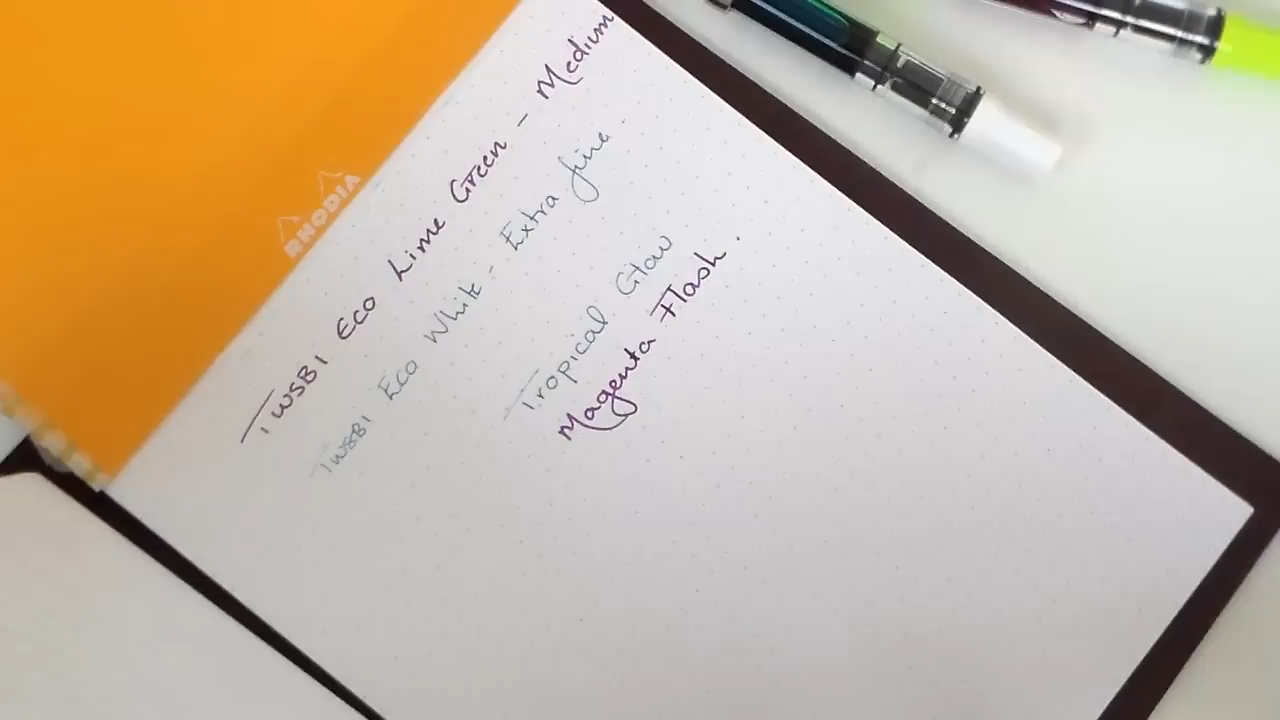 RHODIA
TWSBI Eco Lime Green - Medium
TWSBI Eco White - Extra fine.
Tropical Glow
Magenta Flash.